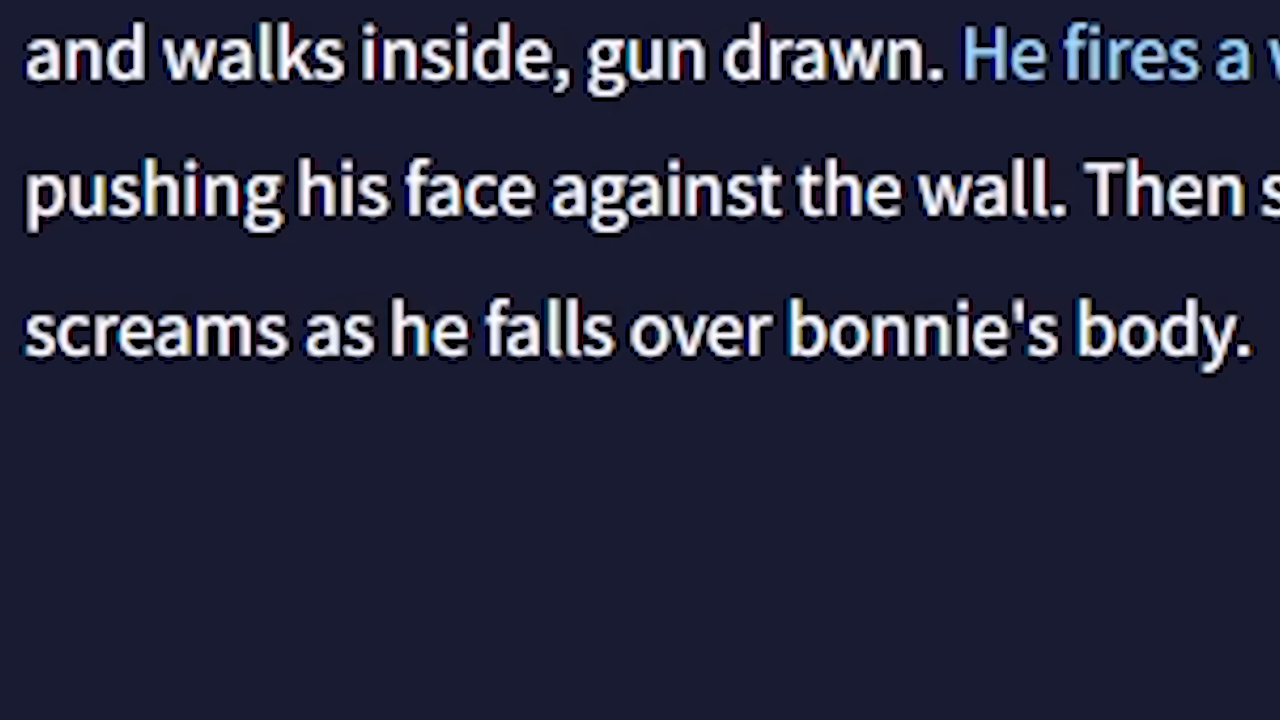 and walks inside, gun drawn. He fires a
pushing his face against the wall. Then
screams as he falls over bonnie's body.